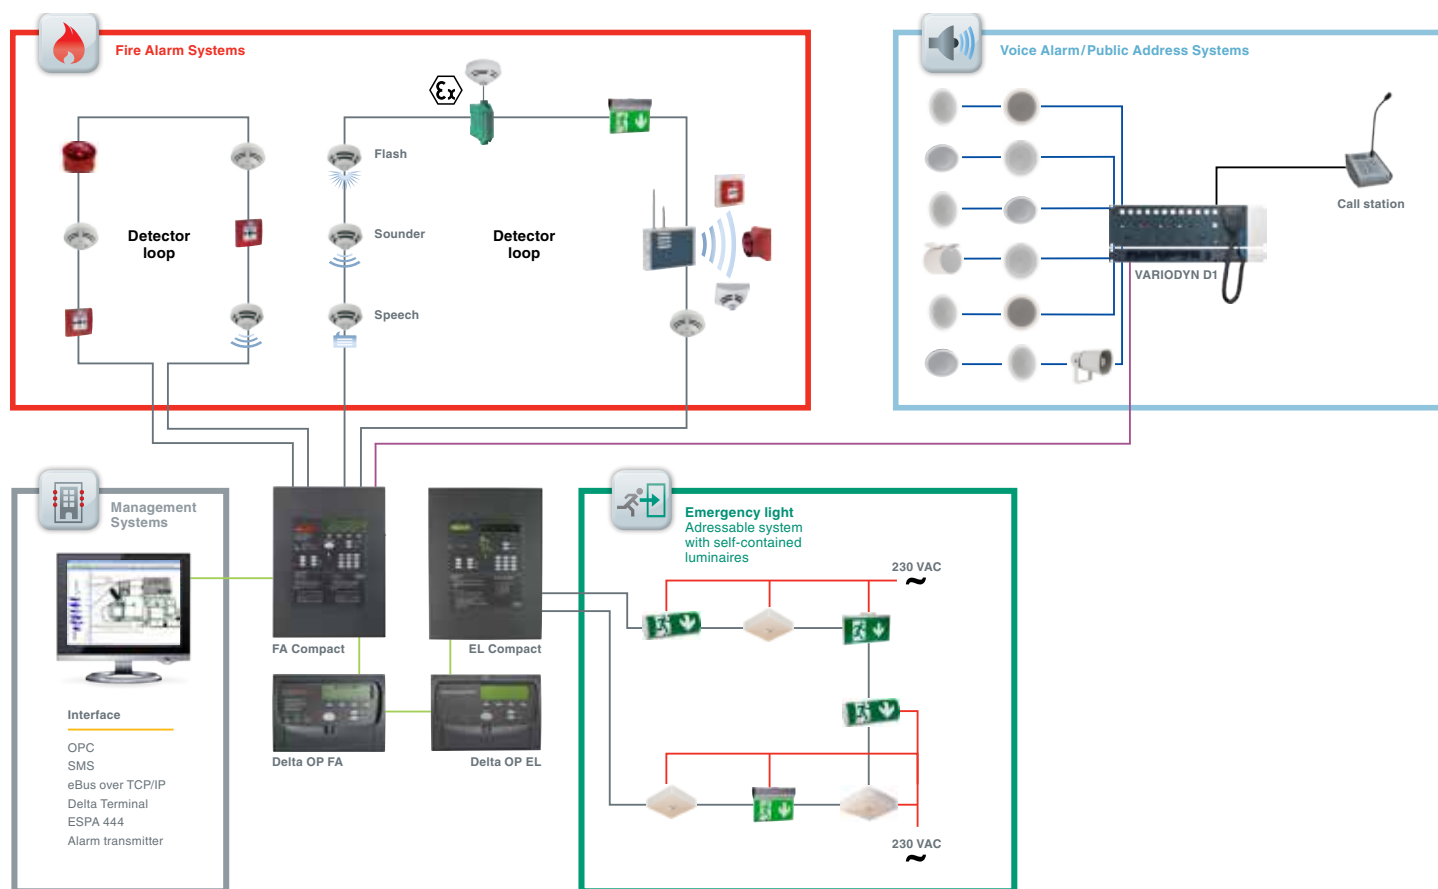 Fire Alarm Systems
Voice Alarm/Public Address Systems
Ex
Flash
Sounder
Speech
Detector
loop
Detector
loop
Call station
VARIODYN D1
Management
Systems
Emergency light
Adressable system
with self-contained
luminaires
230 VAC
~
FA Compact
EL Compact
Interface
OPC
SMS
eBus over TCP/IP
Delta Terminal
ESPA 444
Alarm transmitter
Delta OP FA
Delta OP EL
230 VAC
~